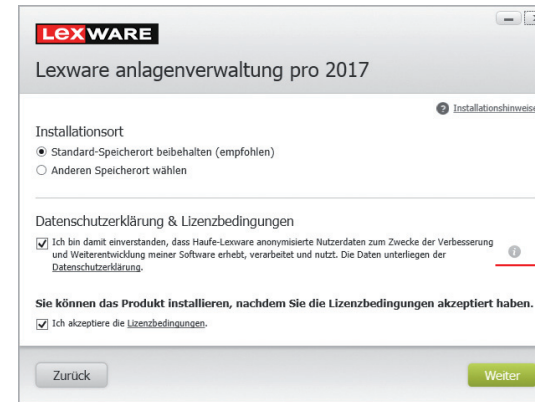 LEXWARE
Lexware anlagenverwaltung pro 2017
? Installationshinweise
Installationsort
Standard-Speicherort beibehalten (empfohlen)
Anderen Speicherort wählen
Datenschutzerklärung & Lizenzbedingungen
Ich bin damit einverstanden, dass Haufe-Lexware anonymisierte Nutzerdaten zum Zwecke der Verbesserung
und Weiterentwicklung meiner Software erhebt, verarbeitet und nutzt. Die Daten unterliegen der
Datenschutzerklärung.
i
Sie können das Produkt installieren, nachdem Sie die Lizenzbedingungen akzeptiert haben.
Ich akzeptiere die Lizenzbedingungen.
Zurück
Weiter